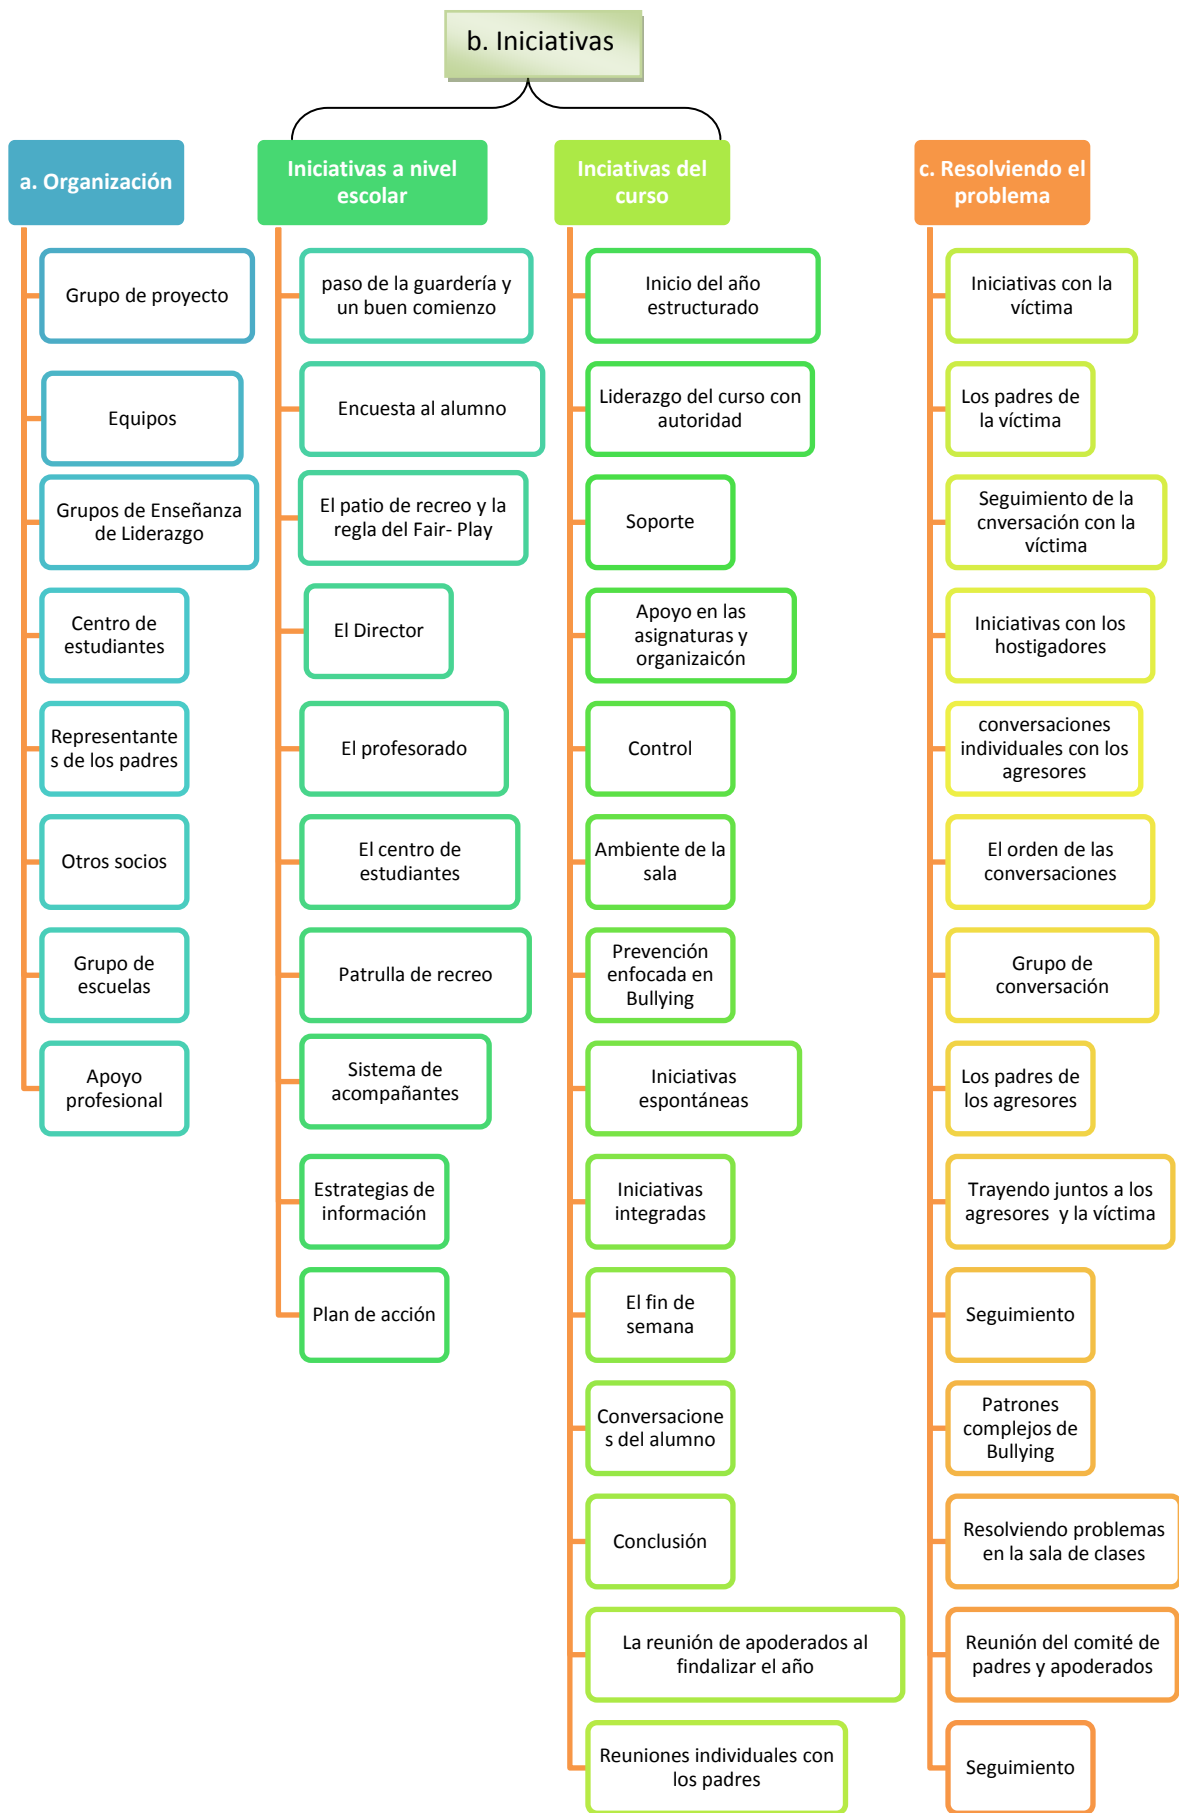 b. Iniciativas
a. Organización
Grupo de proyecto
Equipos
Grupos de Enseñanza
de Liderazgo
Centro de
estudiantes
Representante
s de los padres
Otros socios
Grupo de
escuelas
Apoyo
profesional
Iniciativas a nivel
escolar
paso de la guardería y
un buen comienzo
Encuesta al alumno
El patio de recreo y la
regla del Fair- Play
El Director
El profesorado
El centro de
estudiantes
Patrulla de recreo
Sistema de
acompañantes
Estrategias de
información
Plan de acción
Inciativas del
curso
Inicio del año
estructurado
Liderazgo del curso con
autoridad
Soporte
Apoyo en las
asignaturas y
organizaicón
Control
Ambiente de la
sala
Prevención
enfocada en
Bullying
Iniciativas
espontáneas
Iniciativas
integradas
El fin de
semana
Conversacione
s del alumno
Conclusión
La reunión de apoderados al
findalizar el año
Reuniones individuales con
los padres
c. Resolviendo el
problema
Iniciativas con la
víctima
Los padres de
la víctima
Seguimiento de la
cnversación con la
víctima
Iniciativas con los
hostigadores
conversaciones
individuales con los
agresores
El orden de las
conversaciones
Grupo de
conversación
Los padres de
los agresores
Trayendo juntos a los
agresores  y la víctima
Seguimiento
Patrones
complejos de
Bullying
Resolviendo problemas
en la sala de clases
Reunión del comité de
padres y apoderados
Seguimiento